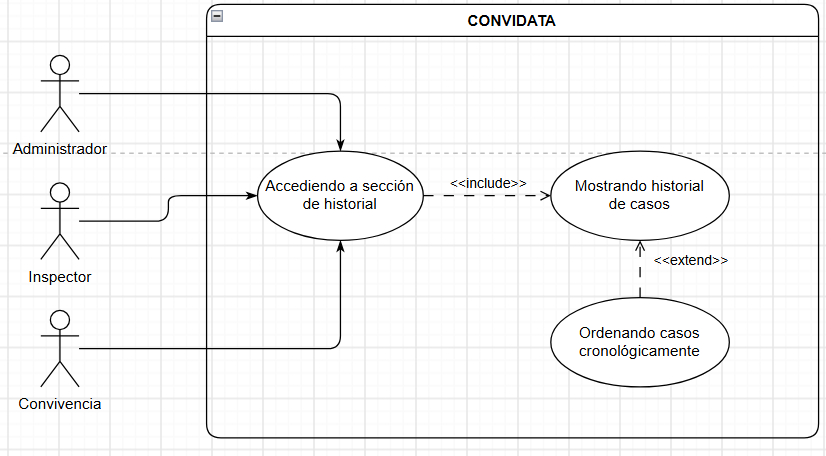 CONVIDATA
Administrador
Accediendo a sección
de historial
<<include>>
Mostrando historial
de casos
Inspector
<<extend>>
Ordenando casos
cronológicamente
Convivencia